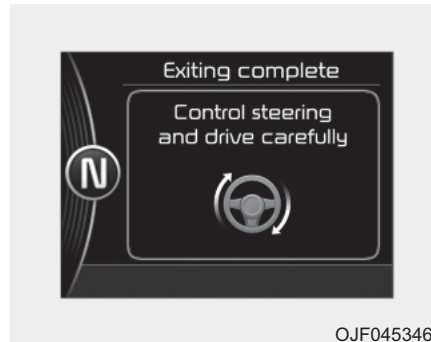 Exiting complete
Control steering
and drive carefully
N
OJF045346